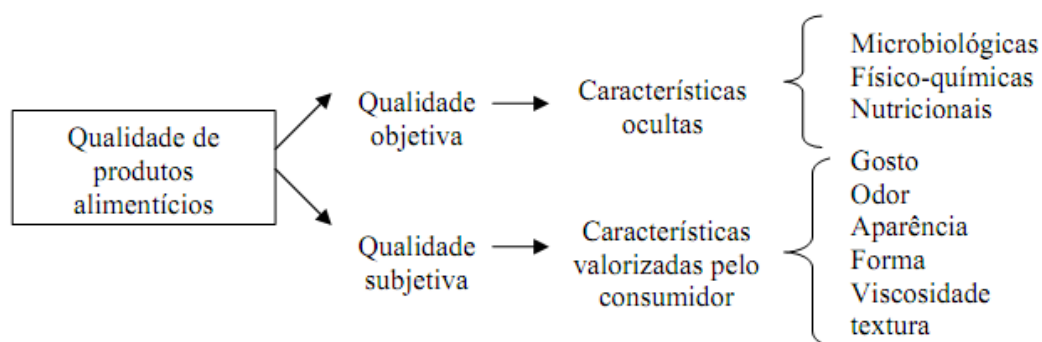 Qualidade de
produtos
alimentícios
Qualidade
objetiva
Características
ocultas
Microbiológicas
Físico-químicas
Nutricionais
Qualidade
subjetiva
Características
valorizadas pelo
consumidor
Gosto
Odor
Aparência
Forma
Viscosidade
textura